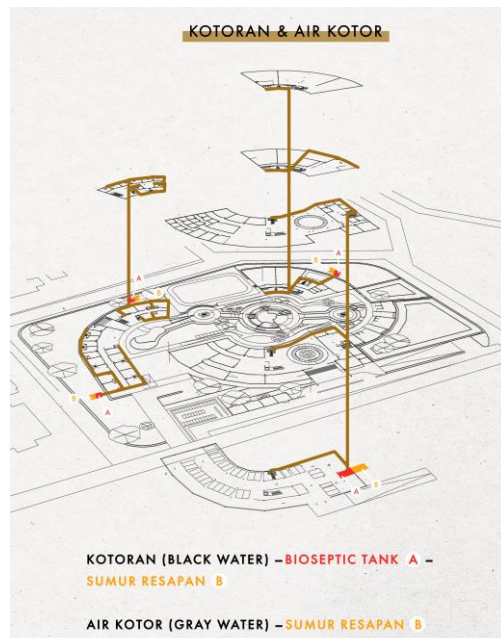 KOTORAN & AIR KOTOR
A
B
A
B
A
B
A
B
KOTORAN (BLACK WATER) – BIOSEPTIC TANK A –
SUMUR RESAPAN B
AIR KOTOR (GRAY WATER) – SUMUR RESAPAN B